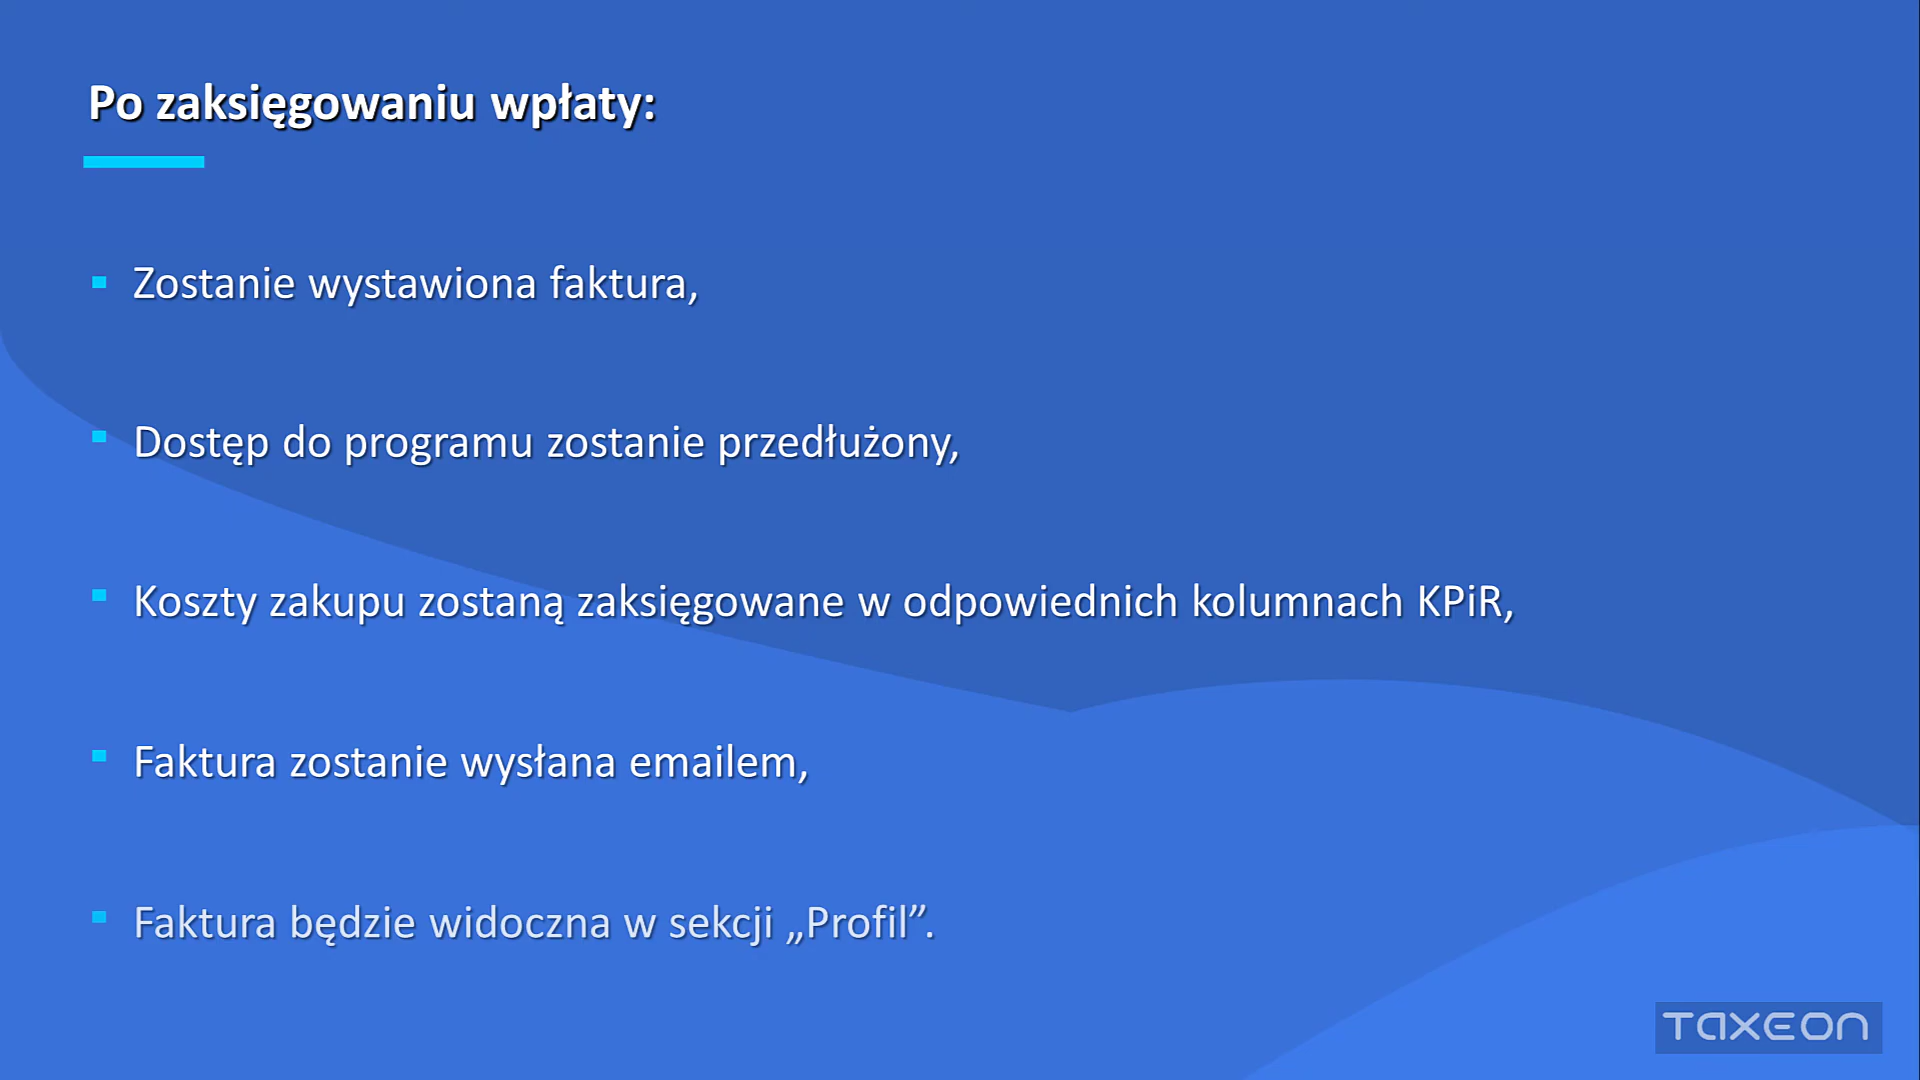 Po zaksięgowaniu wpłaty:
Zostanie wystawiona faktura,
Dostęp do programu zostanie przedłużony,
Koszty zakupu zostaną zaksięgowane w odpowiednich kolumnach KPiR,
Faktura zostanie wysłana emailem,
Faktura będzie widoczna w sekcji „Profil”.
TAXEON